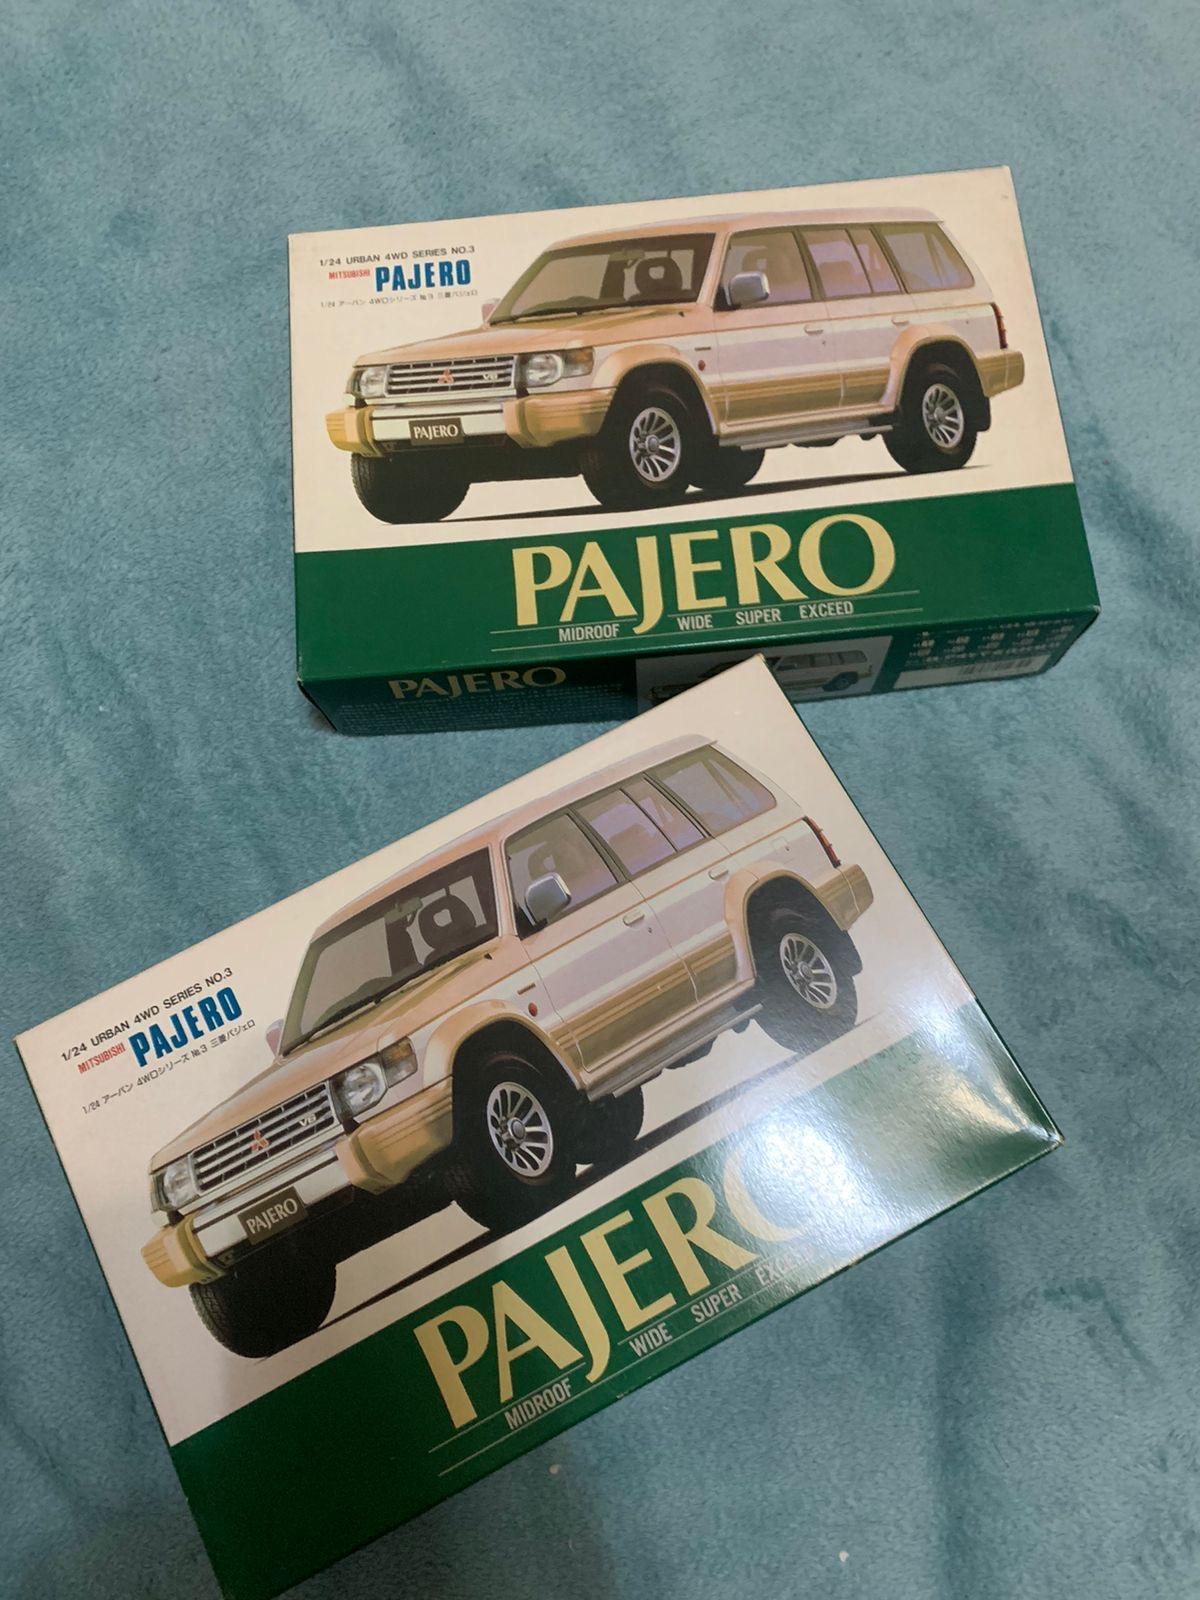 1/24 URBAN 4WD SERIES NO.3
MITSUBISHI PAJERO
1/24 アーバン 4WDシリーズ №3 三菱パジェロ
V6
PAJERO
PAJERO
MIDROOF WIDE SUPER EXCEED
PAJERO
1/24 URBAN 4WD SERIES NO.3
MITSUBISHI PAJERO
1/24 アーバン 4WDシリーズ №3 三菱パジェロ
V6
PAJERO
PAJERO
MIDROOF WIDE SUPER EXCEED